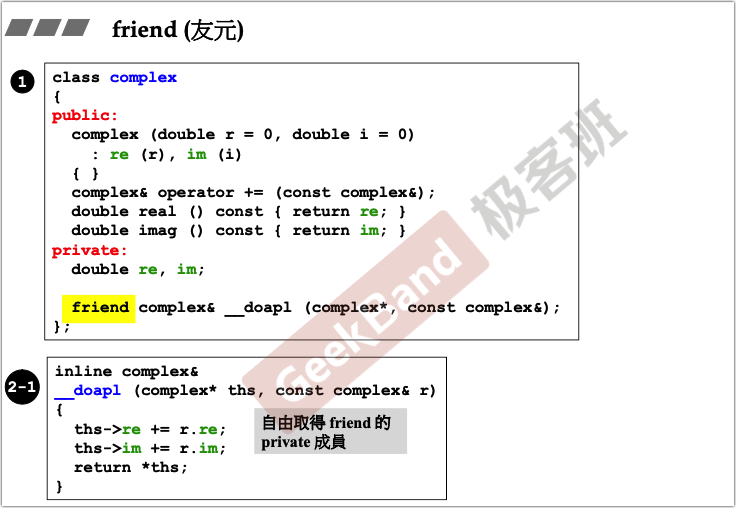 friend (友元)
1
class complex
{
public:
  complex (double r = 0, double i = 0)
    : re (r), im (i)
  { }
  complex& operator += (const complex&);
  double real () const { return re; }
  double imag () const { return im; }
private:
  double re, im;
  friend complex& __doapl (complex*, const complex&);
};
GeekBand 极客班
2-1
inline complex&
__doapl (complex* ths, const complex& r)
{
  ths->re += r.re;
  ths->im += r.im;
  return *ths;
}
自由取得 friend 的
private 成員